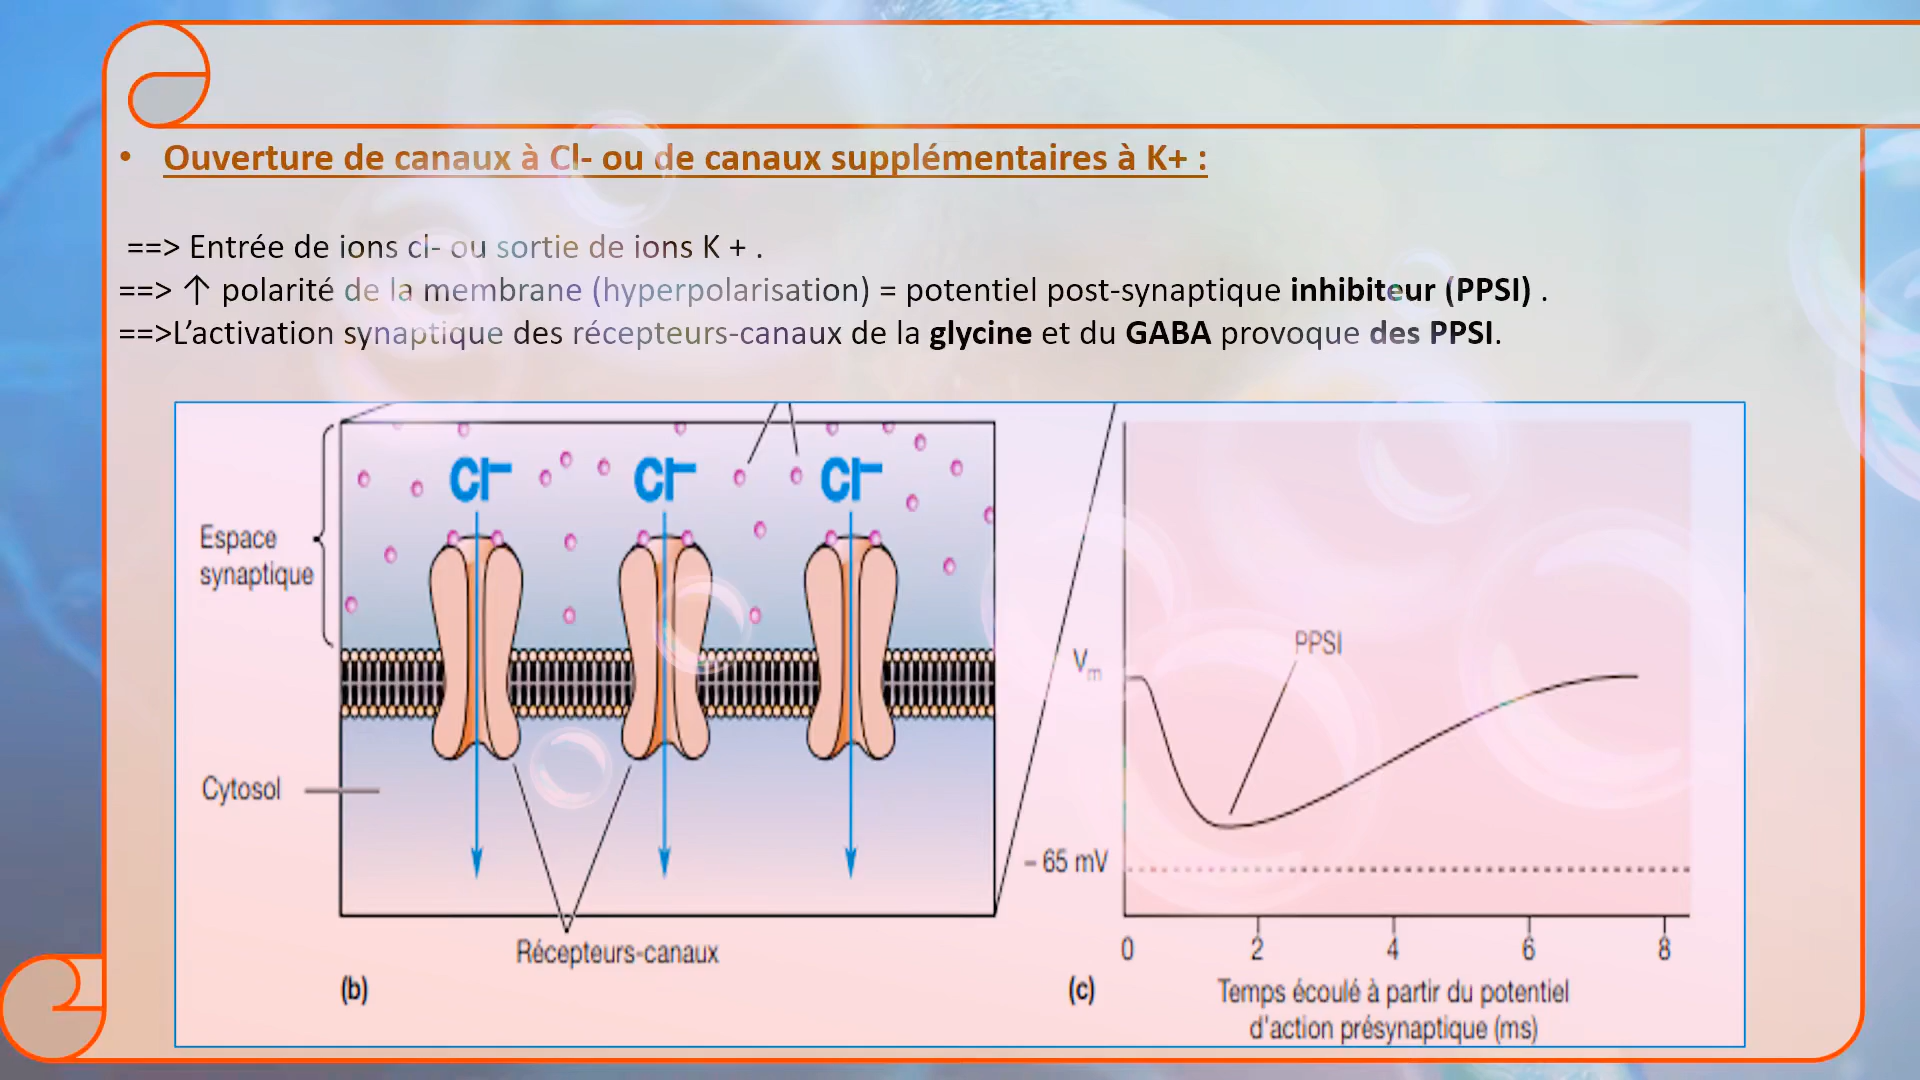 • Ouverture de canaux à Cl- ou de canaux supplémentaires à K+ :
==> Entrée de ions cl- ou sortie de ions K + .
==> ↑ polarité de la membrane (hyperpolarisation) = potentiel post-synaptique inhibiteur (PPSI) .
==>L’activation synaptique des récepteurs-canaux de la glycine et du GABA provoque des PPSI.
Cl− Cl− Cl−
Espace
synaptique
Cytosol
Récepteurs-canaux
(b)
PPSI
Vm
– 65 mV
0 2 4 6 8
Temps écoulé à partir du potentiel
d'action présynaptique (ms)
(c)